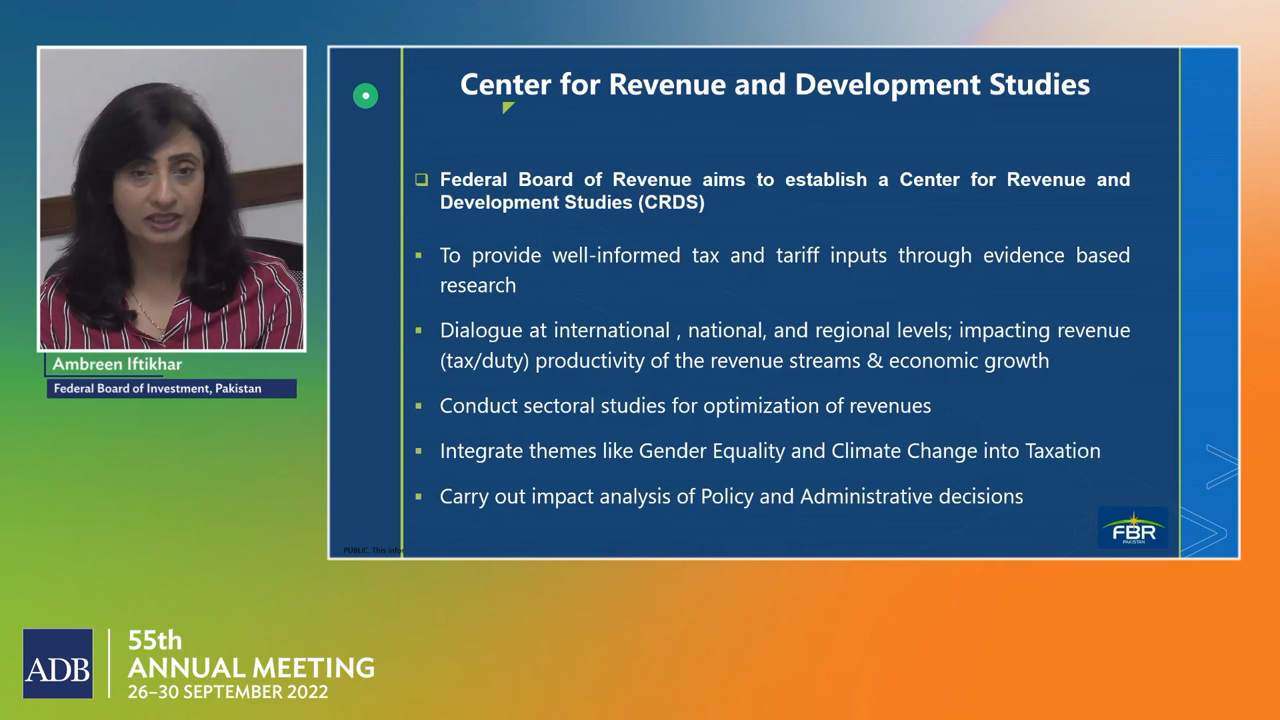 Center for Revenue and Development Studies
Federal Board of Revenue aims to establish a Center for Revenue and
Development Studies (CRDS)
To provide well-informed tax and tariff inputs through evidence based
research
Dialogue at international , national, and regional levels; impacting revenue
(tax/duty) productivity of the revenue streams & economic growth
Conduct sectoral studies for optimization of revenues
Integrate themes like Gender Equality and Climate Change into Taxation
Carry out impact analysis of Policy and Administrative decisions
FBR
PAKISTAN
PUBLIC. This infor
Ambreen Iftikhar
Federal Board of Investment, Pakistan
ADB
55th
ANNUAL MEETING
26–30 SEPTEMBER 2022